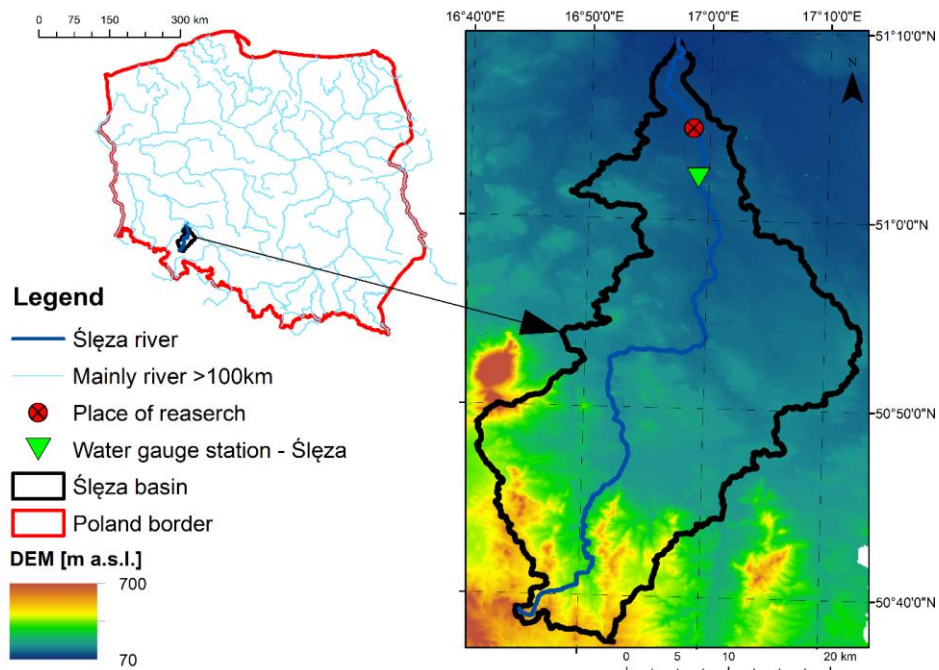 0 75 150 300 km
16°40'0"E 16°50'0"E 17°0'0"E 17°10'0"E
51°10'0"N
N
51°0'0"N
50°50'0"N
50°40'0"N
Legend
Ślęza river
Mainly river >100km
Place of reaserch
Water gauge station - Ślęza
Ślęza basin
Poland border
DEM [m a.s.l.]
700
70
0 5 10 20 km